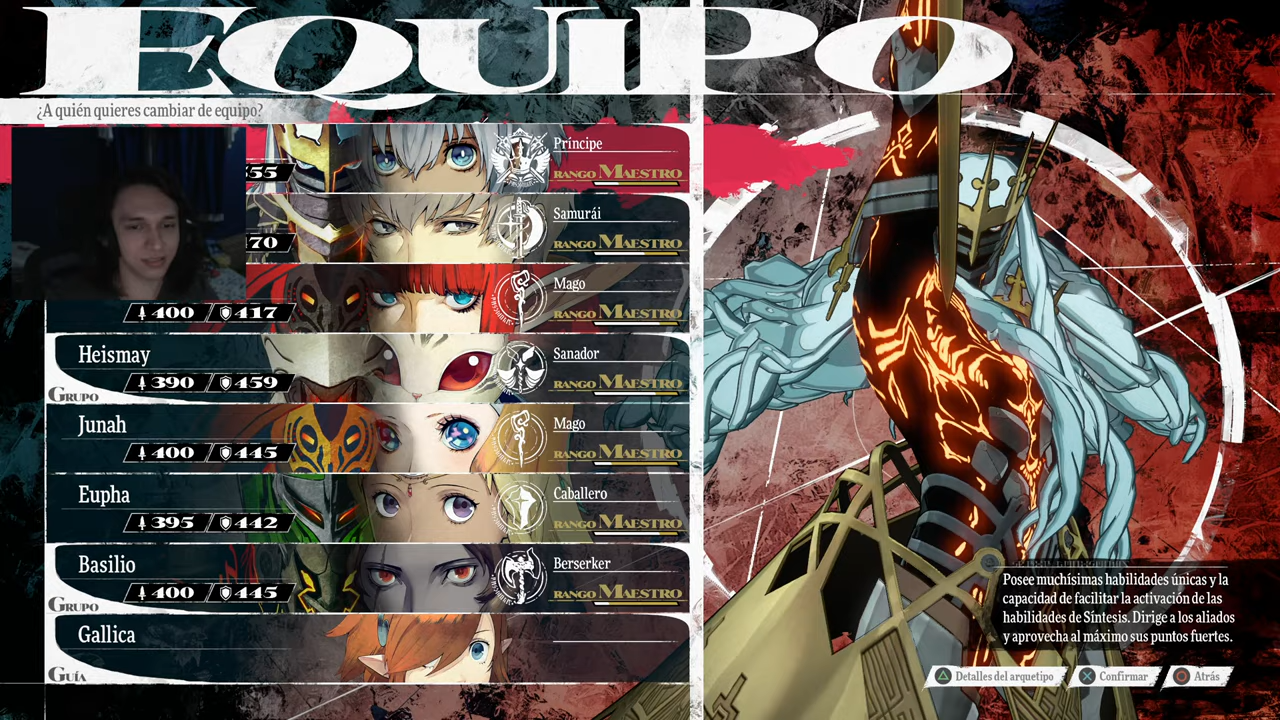 EQUIPO
¿A quién quieres cambiar de equipo?
Príncipe
455
RANGO MAESTRO
Samurái
70
RANGO MAESTRO
Mago
400 417
RANGO MAESTRO
Heismay
Sanador
390 459
RANGO MAESTRO
GRUPO
Junah
Mago
400 445
RANGO MAESTRO
Eupha
Caballero
395 442
RANGO MAESTRO
Basilio
Berserker
400 445
RANGO MAESTRO
GRUPO
Gallica
GUÍA
Posee muchísimas habilidades únicas y la
capacidad de facilitar la activación de las
habilidades de Síntesis. Dirige a los aliados
y aprovecha al máximo sus puntos fuertes.
Detalles del arquetipo Confirmar Atrás